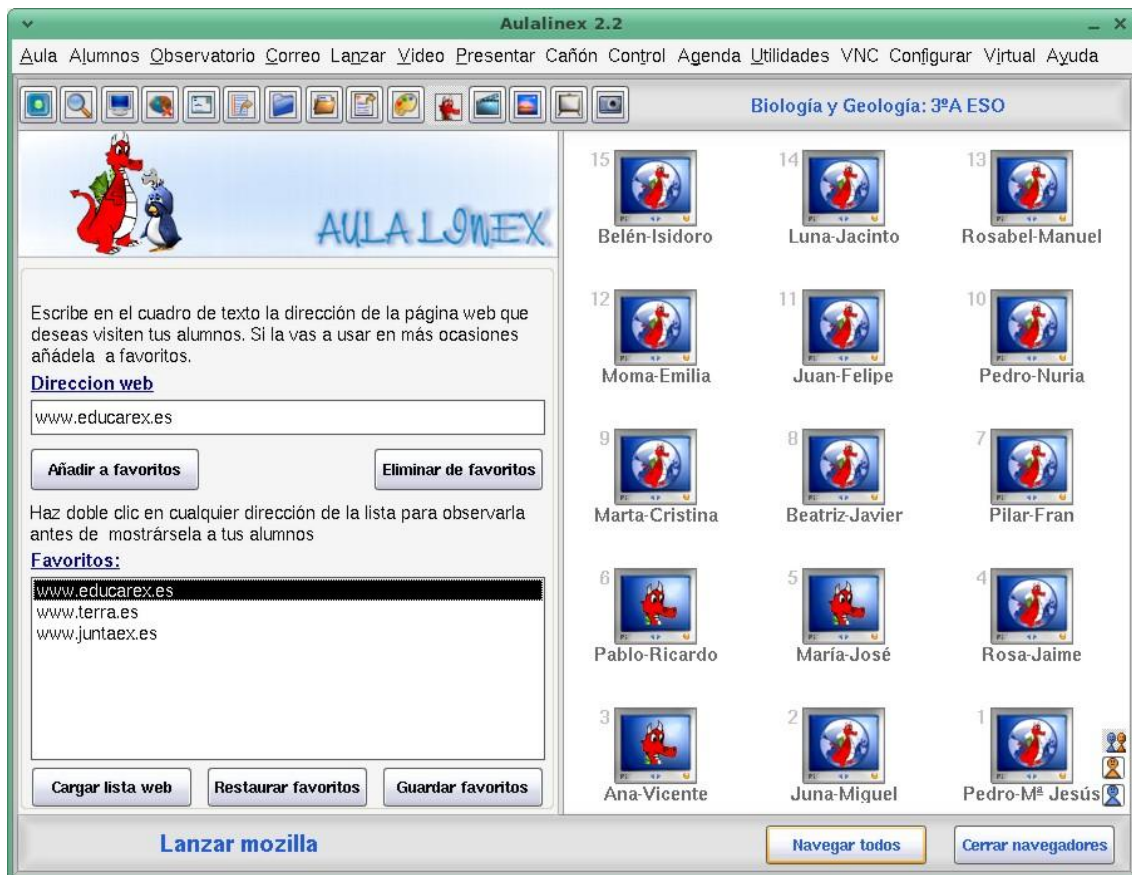 Aulalinex 2.2
Aula Alumnos Observatorio Correo Lanzar Video Presentar Cañón Control Agenda Utilidades VNC Configurar Virtual Ayuda
Biología y Geología: 3ºA ESO
AULA LINEX
Escribe en el cuadro de texto la dirección de la página web que
deseas visiten tus alumnos. Si la vas a usar en más ocasiones
añádela a favoritos.
Direccion web
www.educarex.es
Añadir a favoritos
Eliminar de favoritos
Haz doble clic en cualquier dirección de la lista para observarla
antes de mostrársela a tus alumnos
Favoritos:
www.educarex.es
www.terra.es
www.juntaex.es
Cargar lista web
Restaurar favoritos
Guardar favoritos
15 14 13
Belén-Isidoro Luna-Jacinto Rosabel-Manuel
12 11 10
Moma-Emilia Juan-Felipe Pedro-Nuria
9 8 7
Marta-Cristina Beatriz-Javier Pilar-Fran
6 5 4
Pablo-Ricardo María-José Rosa-Jaime
3 2 1
Ana-Vicente Juna-Miguel Pedro-Mª Jesús
Lanzar mozilla
Navegar todos
Cerrar navegadores